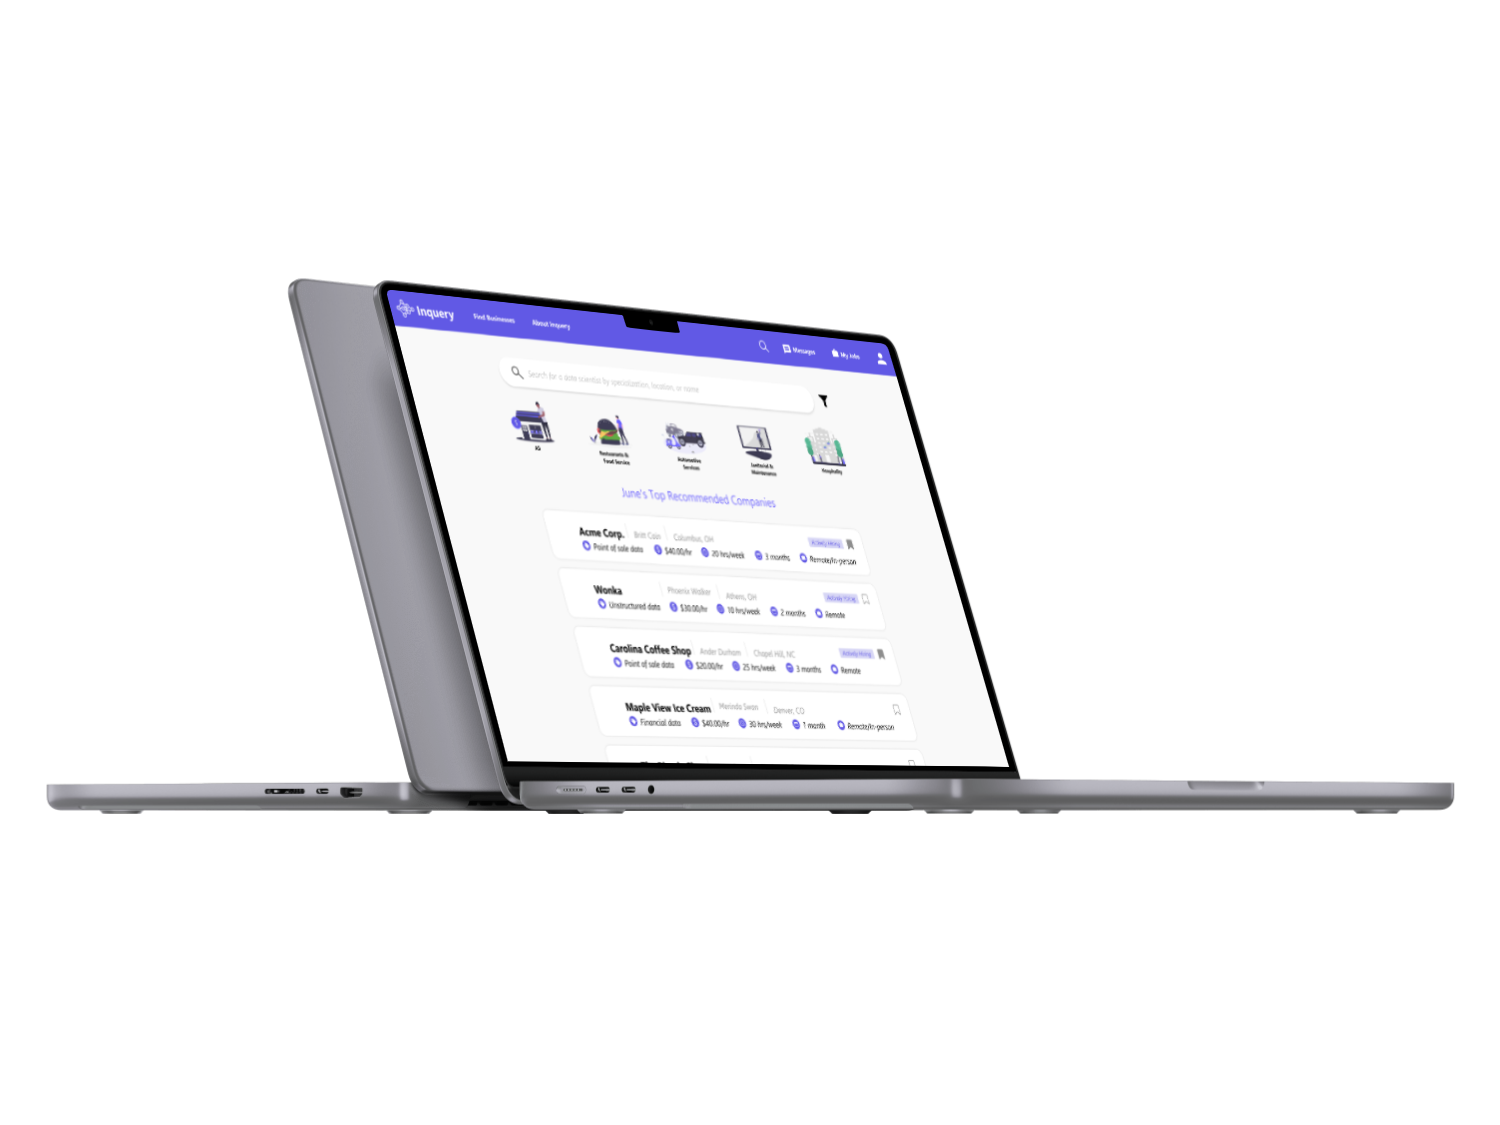 Inquery Find Businesses About Inquery Messages My Jobs
Search for a data scientist by specialization, location, or name
All
Restaurants &
Food Service
Automotive
Services
Janitorial &
Maintenance
Hospitality
June's Top Recommended Companies
Acme Corp. Britt Cain Columbus, OH Actively Hiring
Point of sale data $40.00/hr 20 hrs/week 3 months Remote/In-person
Wonka Phoenix Walker Athens, OH Actively Hiring
Unstructured data $30.00/hr 10 hrs/week 2 months Remote
Carolina Coffee Shop Ander Durham Chapel Hill, NC Actively Hiring
Point of sale data $20.00/hr 25 hrs/week 3 months Remote
Maple View Ice Cream Merinda Swan Denver, CO
Financial data $40.00/hr 30 hrs/week 1 month Remote/In-person